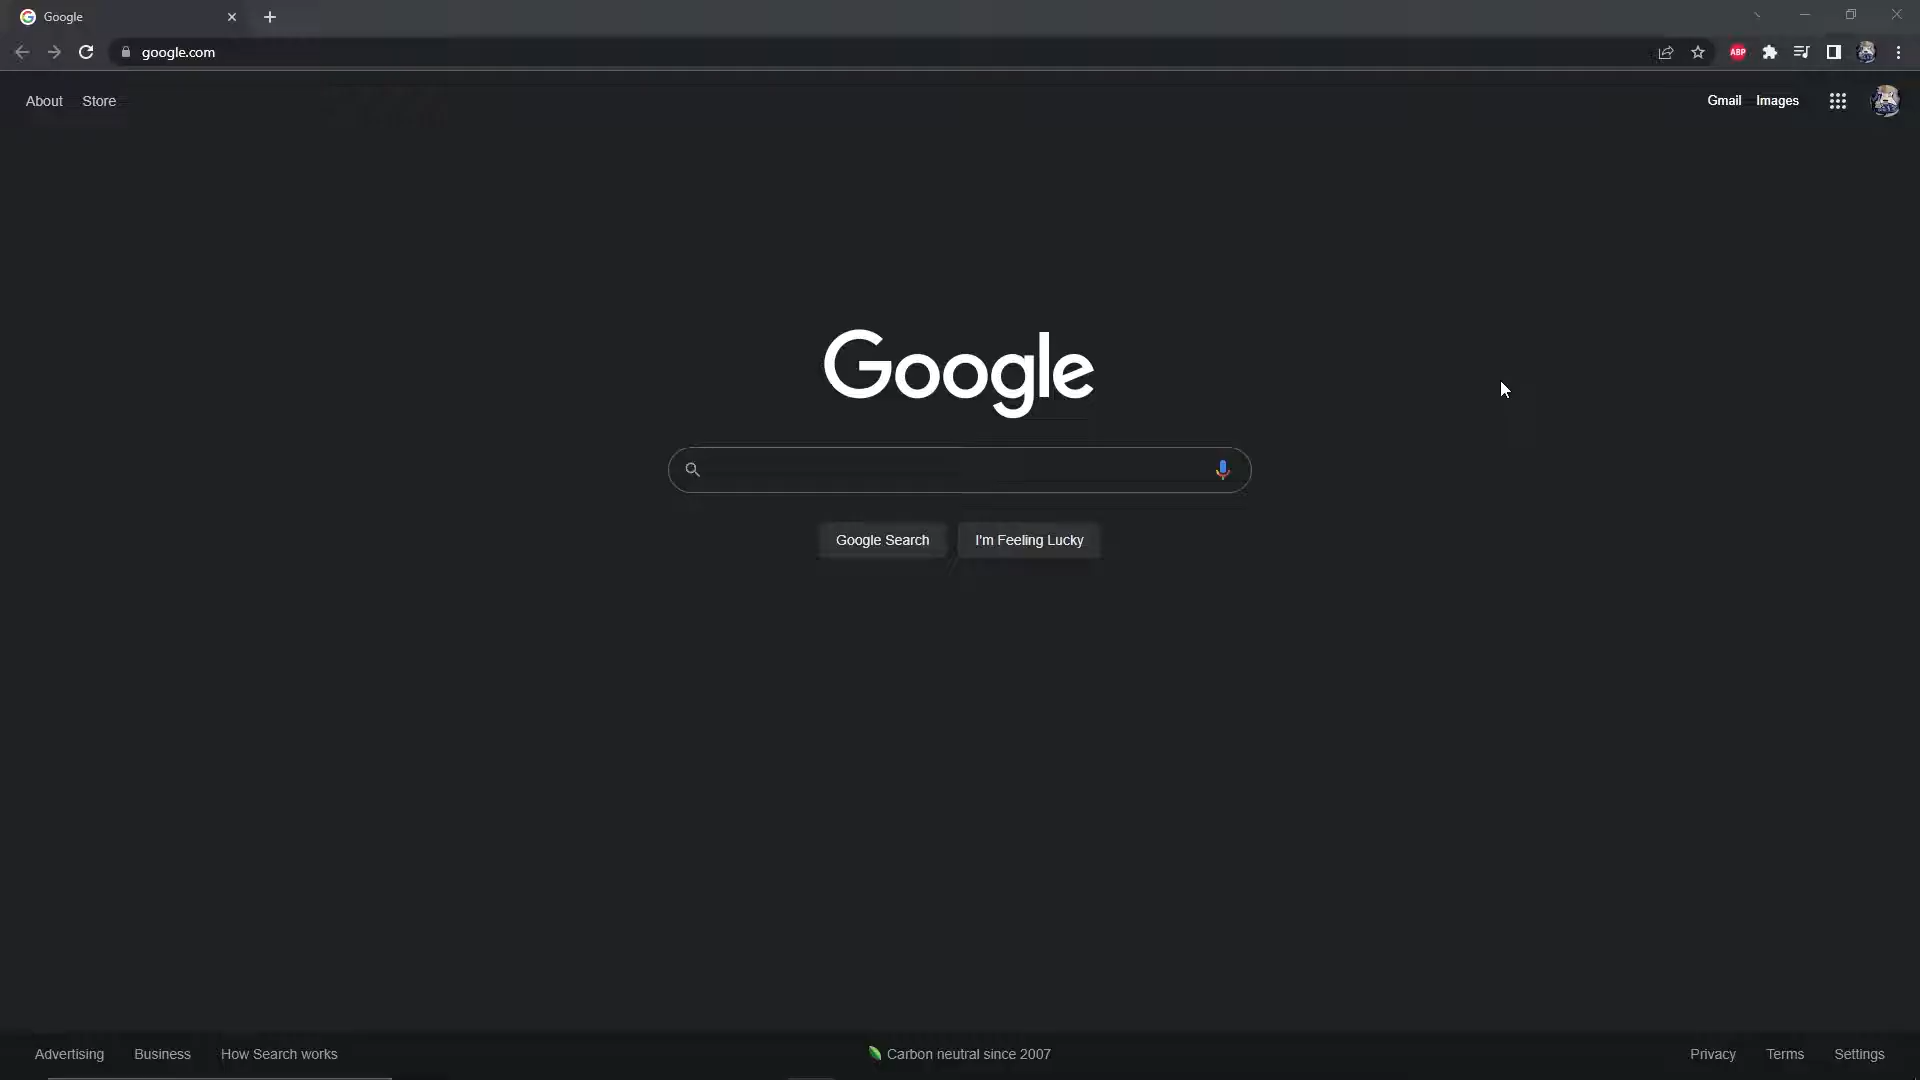 Google
google.com
ABP
About Store
Gmail Images
Google
Google Search I'm Feeling Lucky
Advertising Business How Search works
Carbon neutral since 2007
Privacy Terms Settings